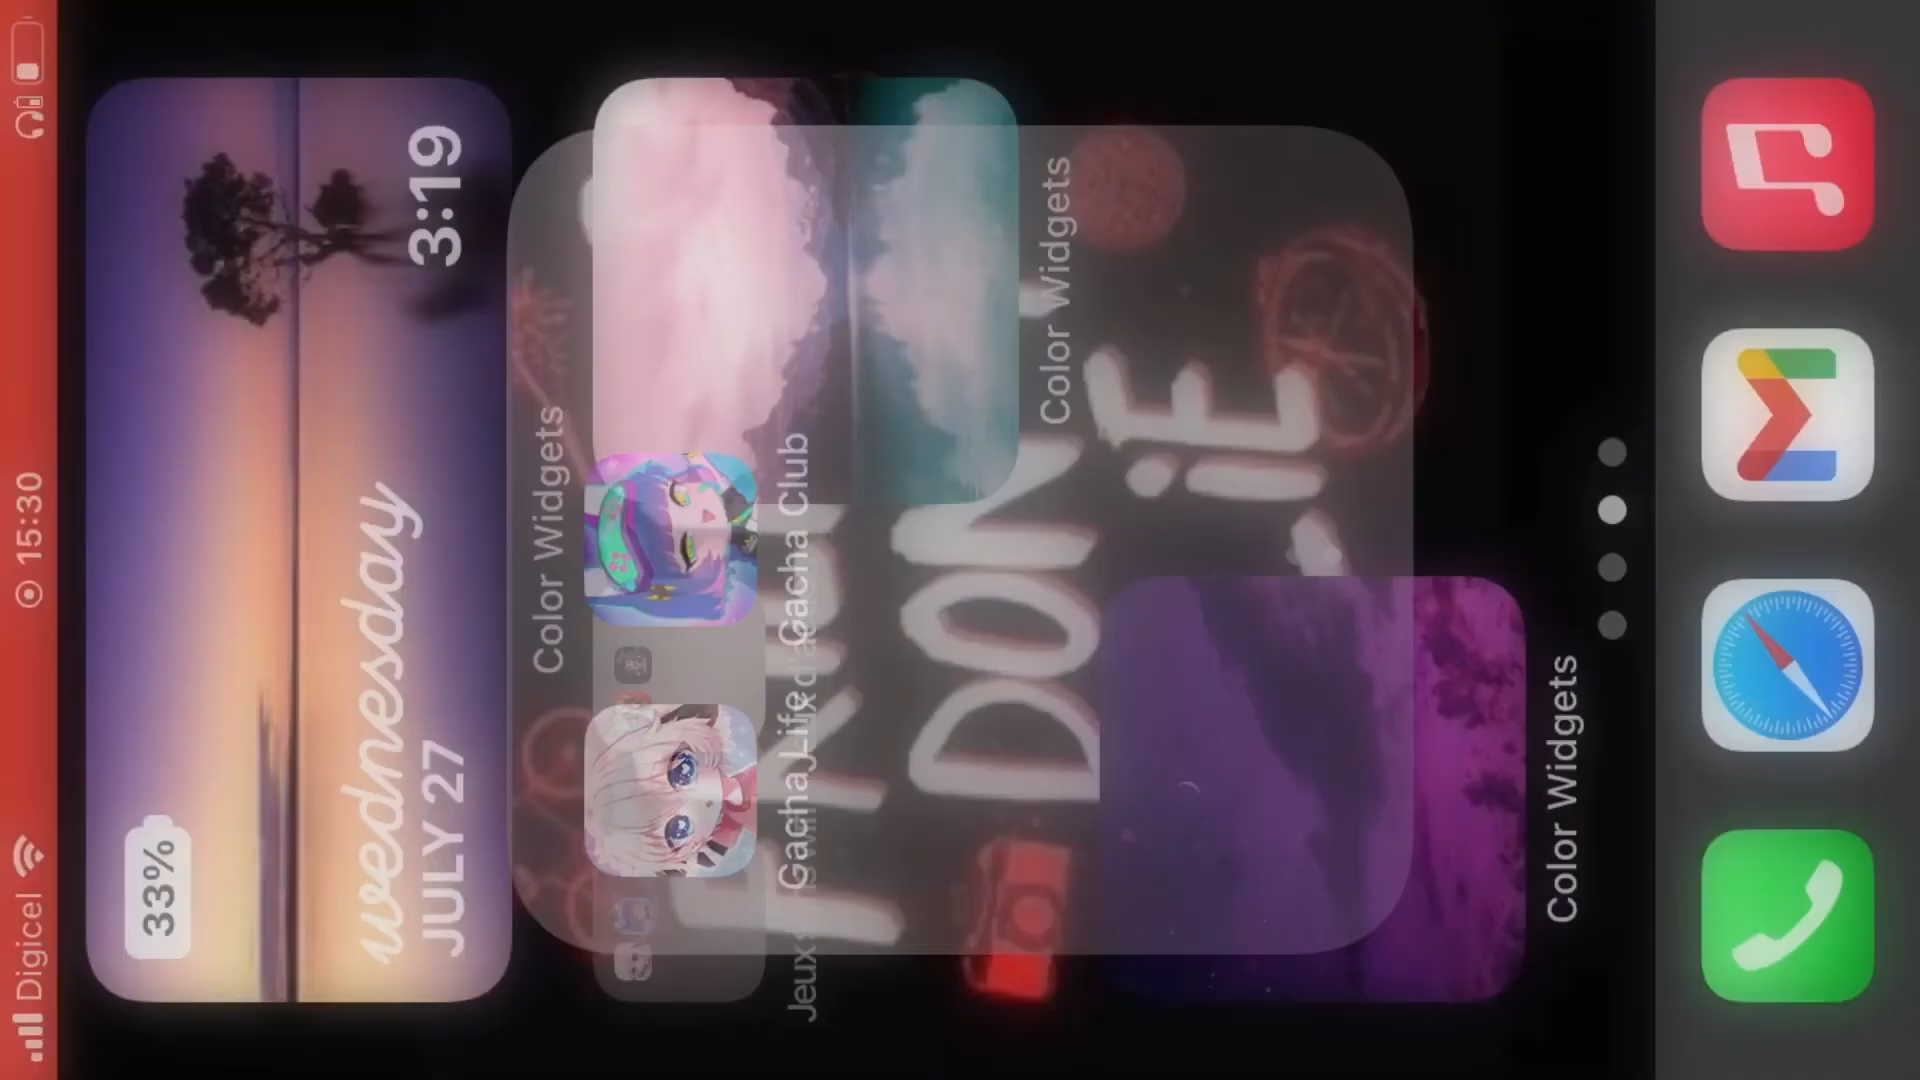 Digicel
15:30
33%
3:19
wednesday
JULY 27
Color Widgets
Color Widgets
Gacha Life
Gacha Club
DON
Color Widgets